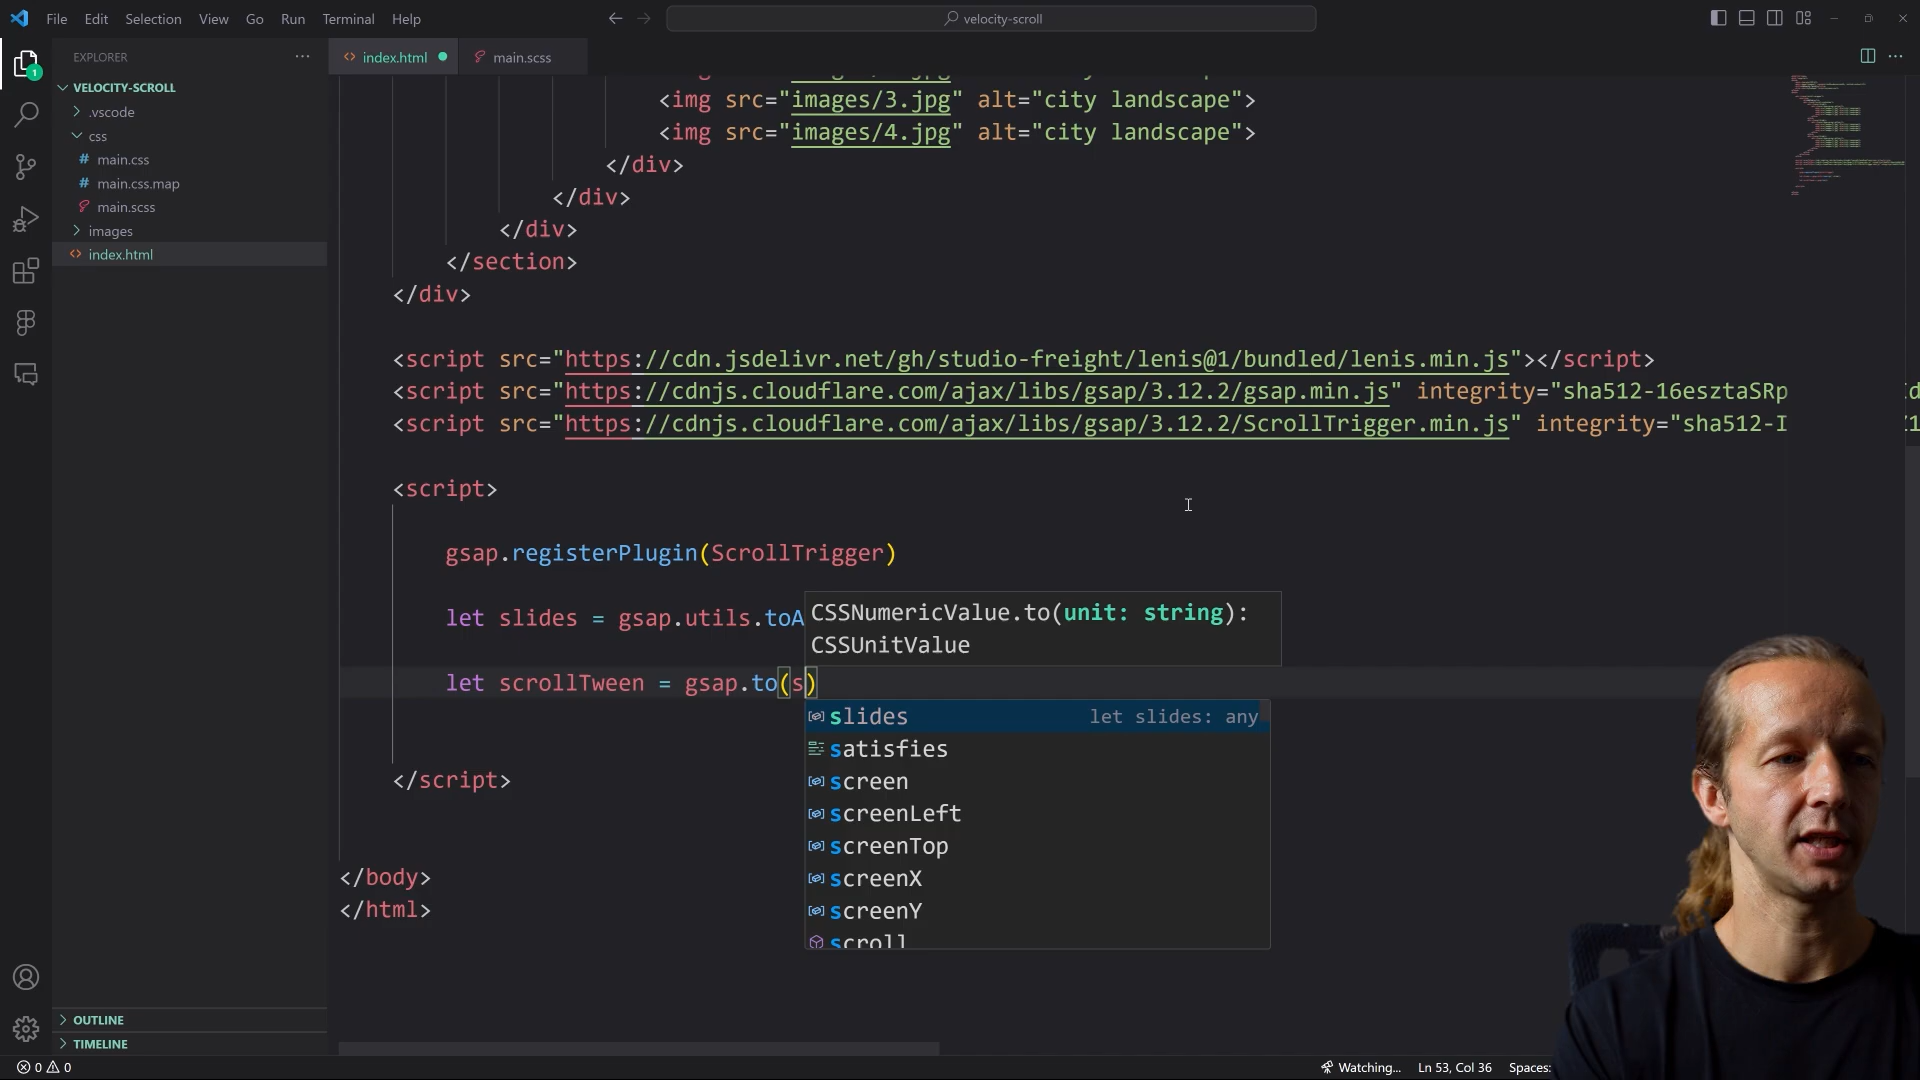 File Edit Selection View Go Run Terminal Help
velocity-scroll
EXPLORER
index.html
main.scss
1
VELOCITY-SCROLL
.vscode
css
# main.css
# main.css.map
main.scss
images
<> index.html
<img src="images/3.jpg" alt="city landscape">
<img src="images/4.jpg" alt="city landscape">
</div>
</div>
</div>
</section>
</div>
<script src="https://cdn.jsdelivr.net/gh/studio-freight/lenis@1/bundled/lenis.min.js"></script>
<script src="https://cdnjs.cloudflare.com/ajax/libs/gsap/3.12.2/gsap.min.js" integrity="sha512-16esztaSRp
<script src="https://cdnjs.cloudflare.com/ajax/libs/gsap/3.12.2/ScrollTrigger.min.js" integrity="sha512-I
<script>
gsap.registerPlugin(ScrollTrigger)
CSSNumericValue.to(unit: string):
CSSUnitValue
let slides = gsap.utils.toA
let scrollTween = gsap.to(s)
slides let slides: any
satisfies
screen
screenLeft
screenTop
screenX
screenY
scroll
</script>
</body>
</html>
OUTLINE
TIMELINE
0 0
Watching... Ln 53, Col 36 Spaces: